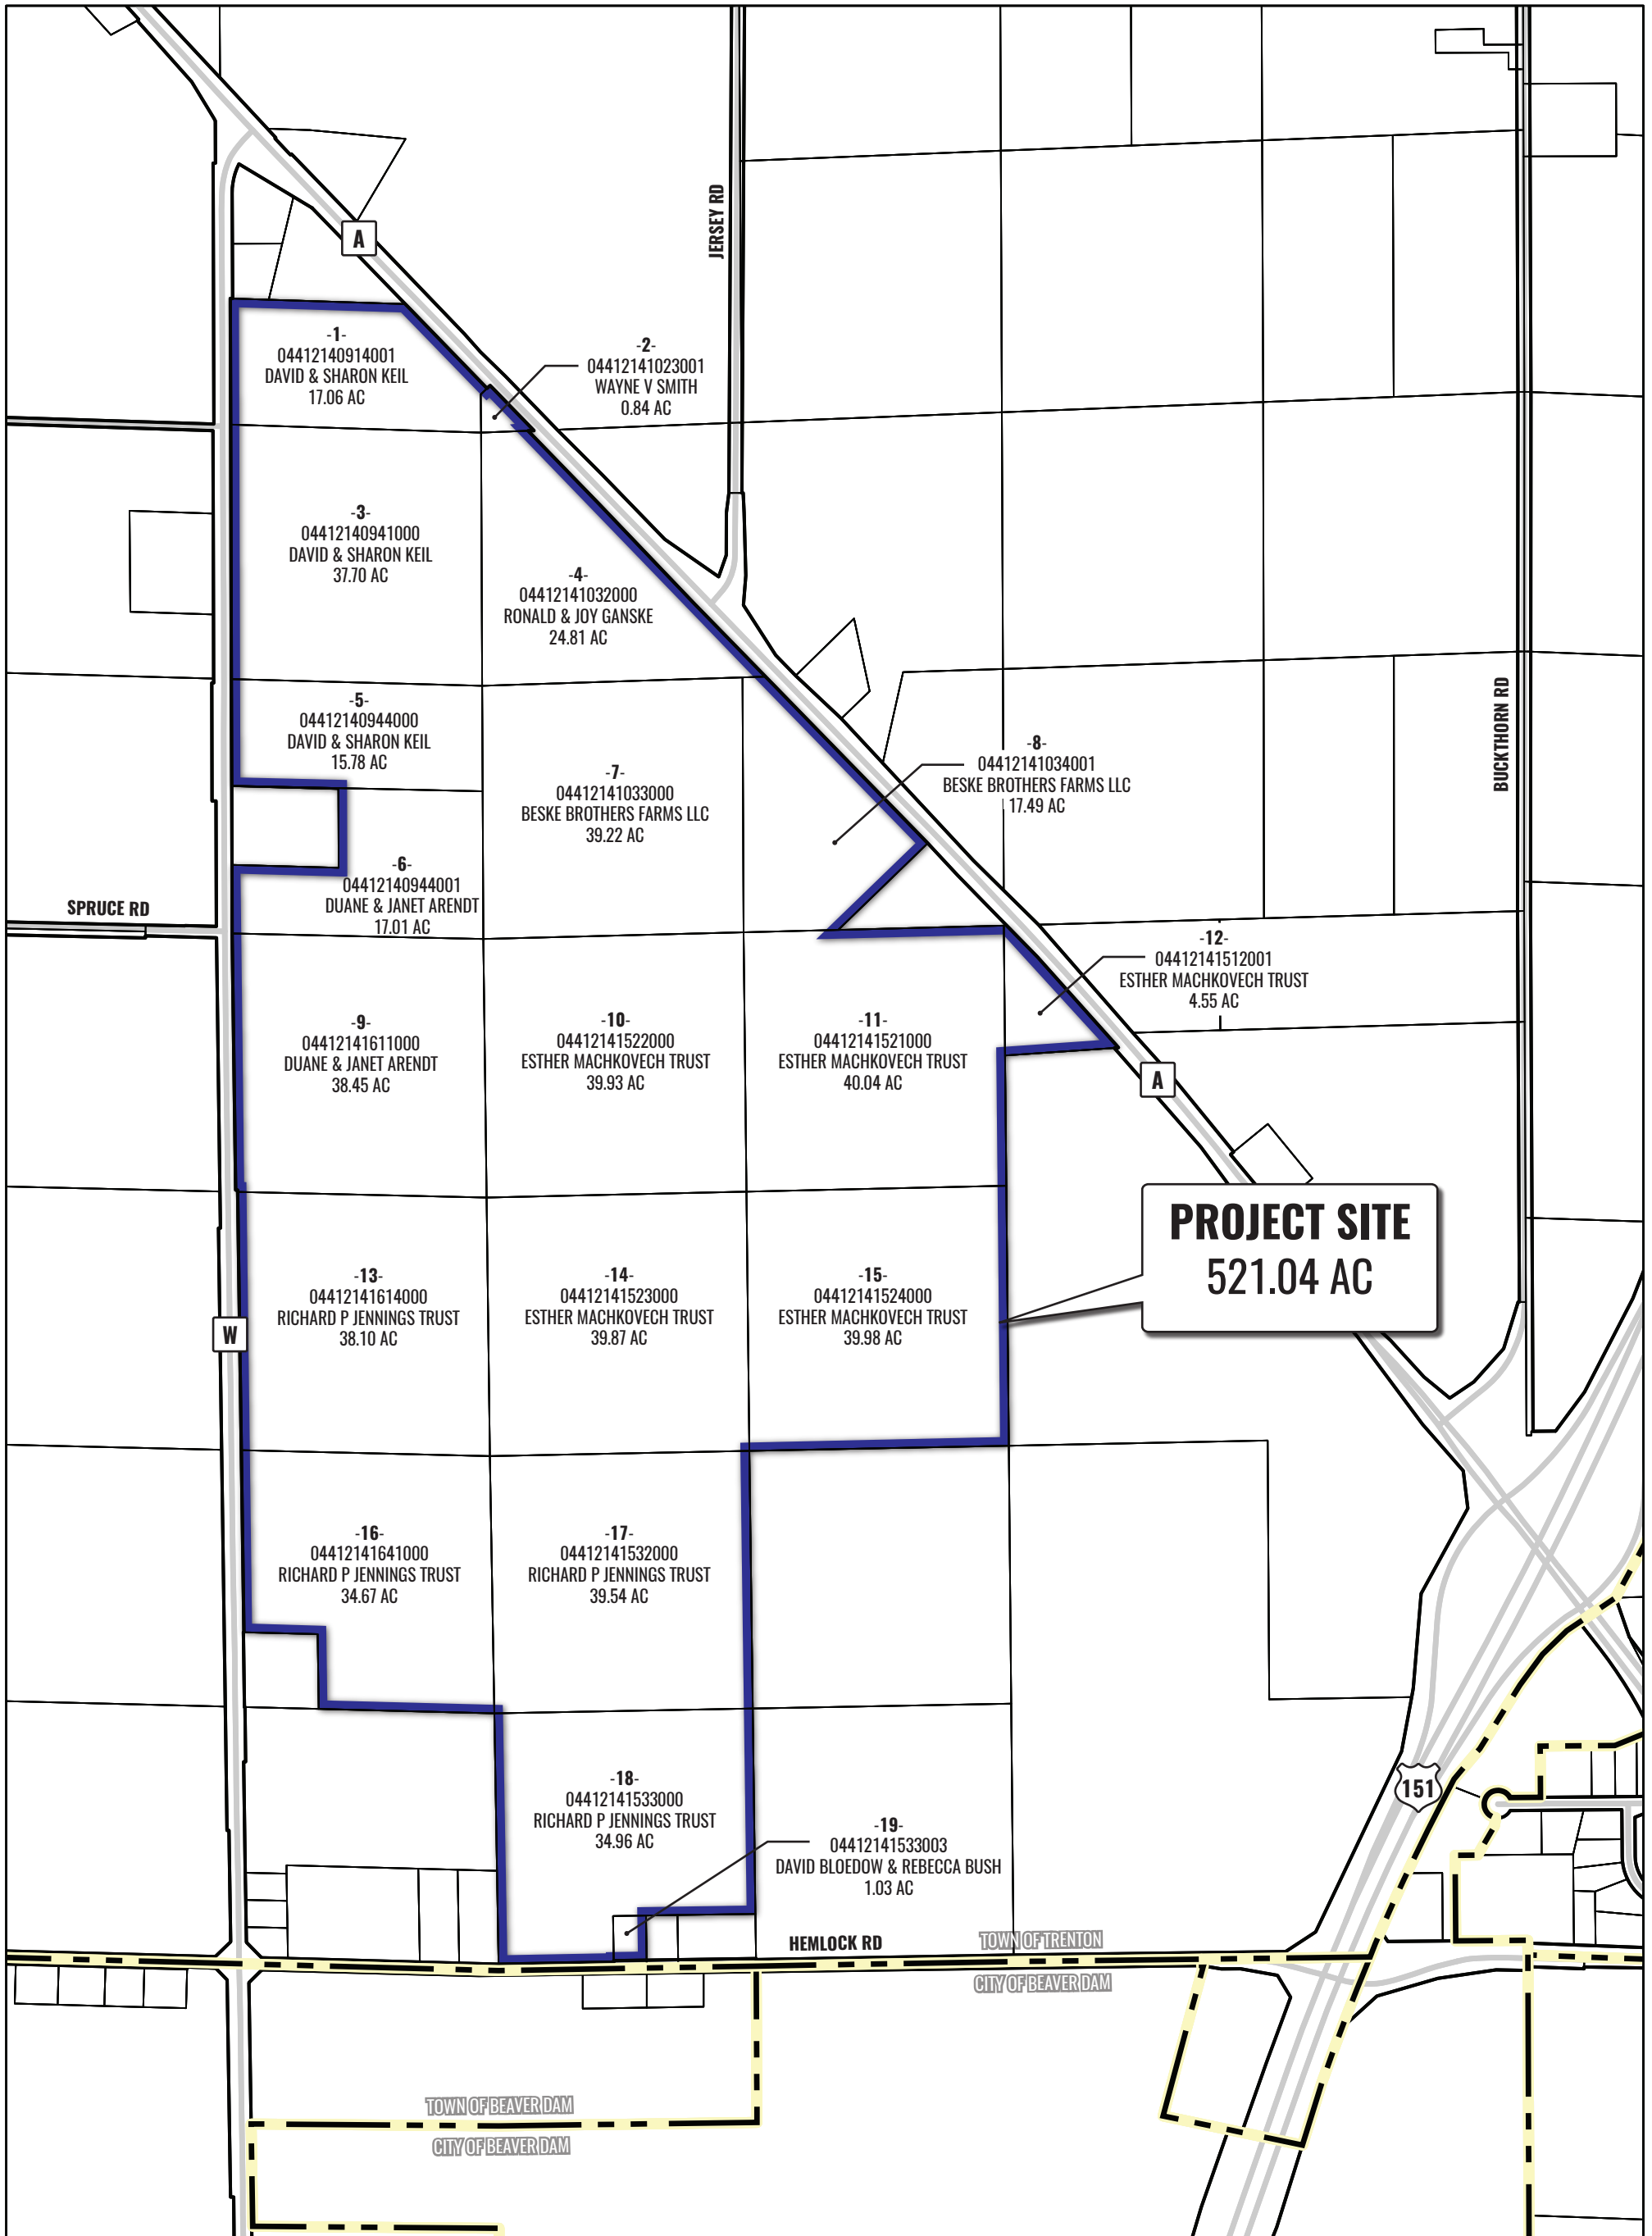 JERSEY RD
A
-1-
04412140914001
DAVID & SHARON KEIL
17.06 AC
-2-
04412141023001
WAYNE V SMITH
0.84 AC
-3-
04412140941000
DAVID & SHARON KEIL
37.70 AC
-4-
04412141032000
RONALD & JOY GANSKE
24.81 AC
-5-
04412140944000
DAVID & SHARON KEIL
15.78 AC
BUCKTHORN RD
-7-
04412141033000
BESKE BROTHERS FARMS LLC
39.22 AC
-8-
04412141034001
BESKE BROTHERS FARMS LLC
17.49 AC
-6-
04412140944001
DUANE & JANET ARENDT
17.01 AC
SPRUCE RD
-12-
04412141512001
ESTHER MACHKOVECH TRUST
4.55 AC
-9-
04412141611000
DUANE & JANET ARENDT
38.45 AC
-10-
04412141522000
ESTHER MACHKOVECH TRUST
39.93 AC
-11-
04412141521000
ESTHER MACHKOVECH TRUST
40.04 AC
A
PROJECT SITE
521.04 AC
-13-
04412141614000
RICHARD P JENNINGS TRUST
38.10 AC
-14-
04412141523000
ESTHER MACHKOVECH TRUST
39.87 AC
-15-
04412141524000
ESTHER MACHKOVECH TRUST
39.98 AC
W
-16-
04412141641000
RICHARD P JENNINGS TRUST
34.67 AC
-17-
04412141532000
RICHARD P JENNINGS TRUST
39.54 AC
-18-
04412141533000
RICHARD P JENNINGS TRUST
34.96 AC
-19-
04412141533003
DAVID BLOEDOW & REBECCA BUSH
1.03 AC
151
HEMLOCK RD
TOWN OF TRENTON
CITY OF BEAVER DAM
TOWN OF BEAVER DAM
CITY OF BEAVER DAM